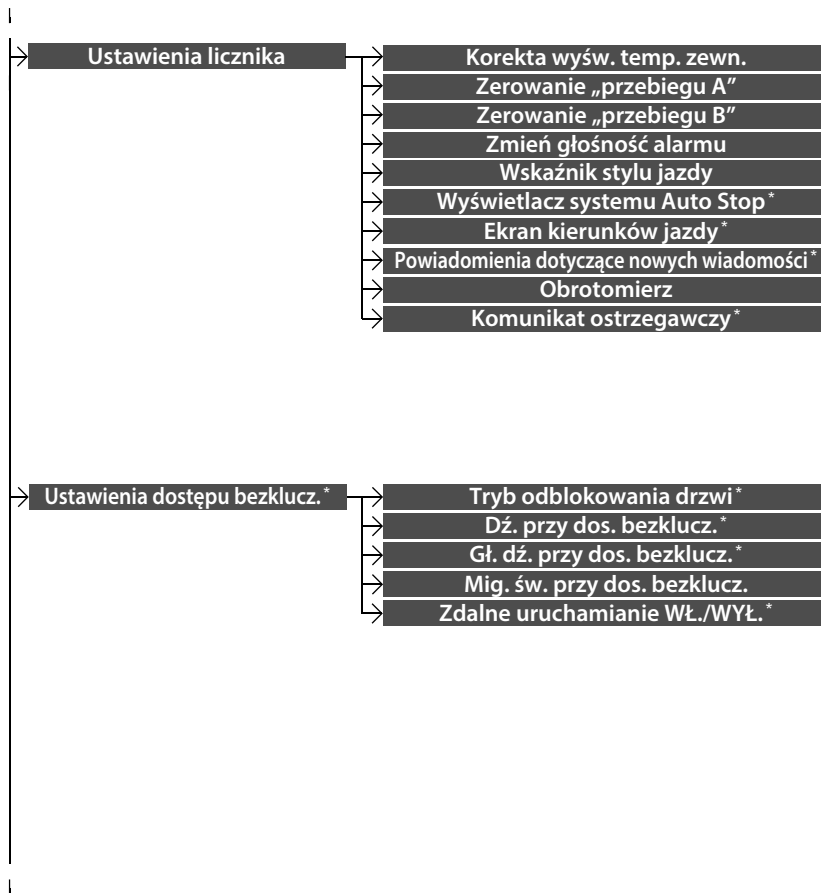 Ustawienia licznika
Korekta wyśw. temp. zewn.
Zerowanie „przebiegu A”
Zerowanie „przebiegu B”
Zmień głośność alarmu
Wskaźnik stylu jazdy
Wyświetlacz systemu Auto Stop*
Ekran kierunków jazdy*
Powiadomienia dotyczące nowych wiadomości*
Obrotomierz
Komunikat ostrzegawczy*
Ustawienia dostępu bezklucz.*
Tryb odblokowania drzwi*
Dź. przy dos. bezklucz.*
Gł. dź. przy dos. bezklucz.*
Mig. św. przy dos. bezklucz.
Zdalne uruchamianie WŁ./WYŁ.*